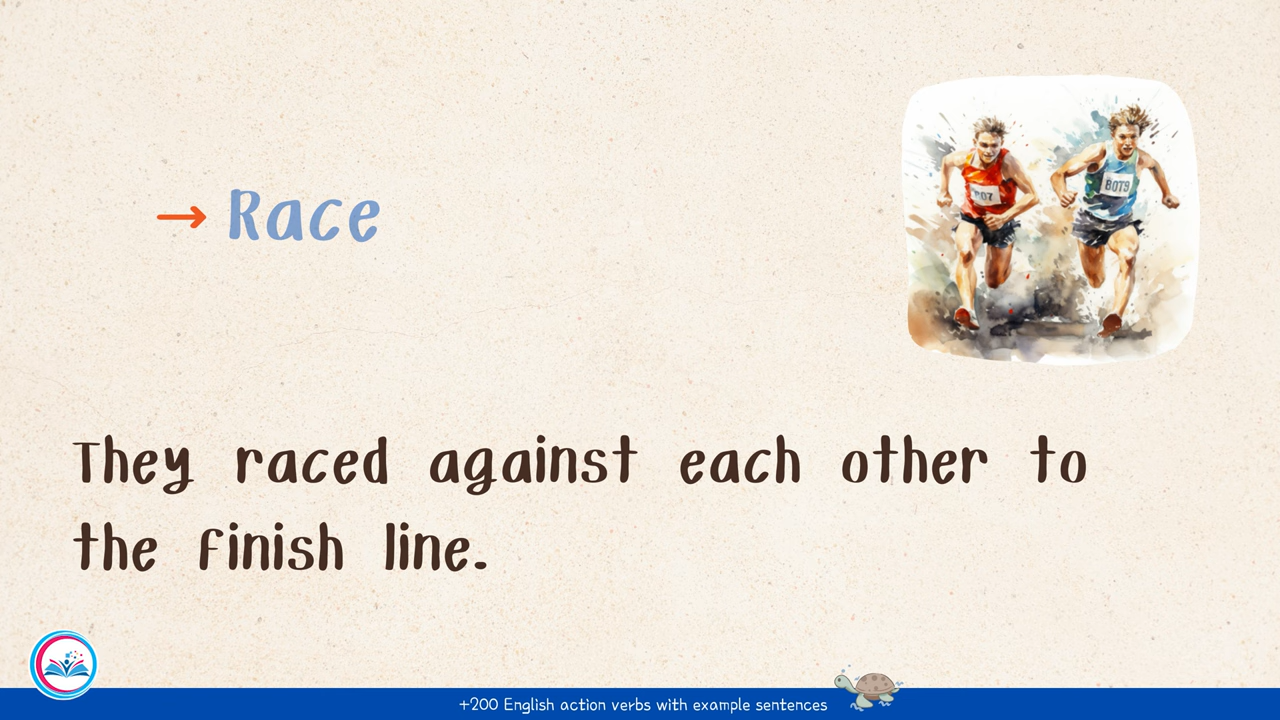 → Race
They raced against each other to
the finish line.
+200 English action verbs with example sentences